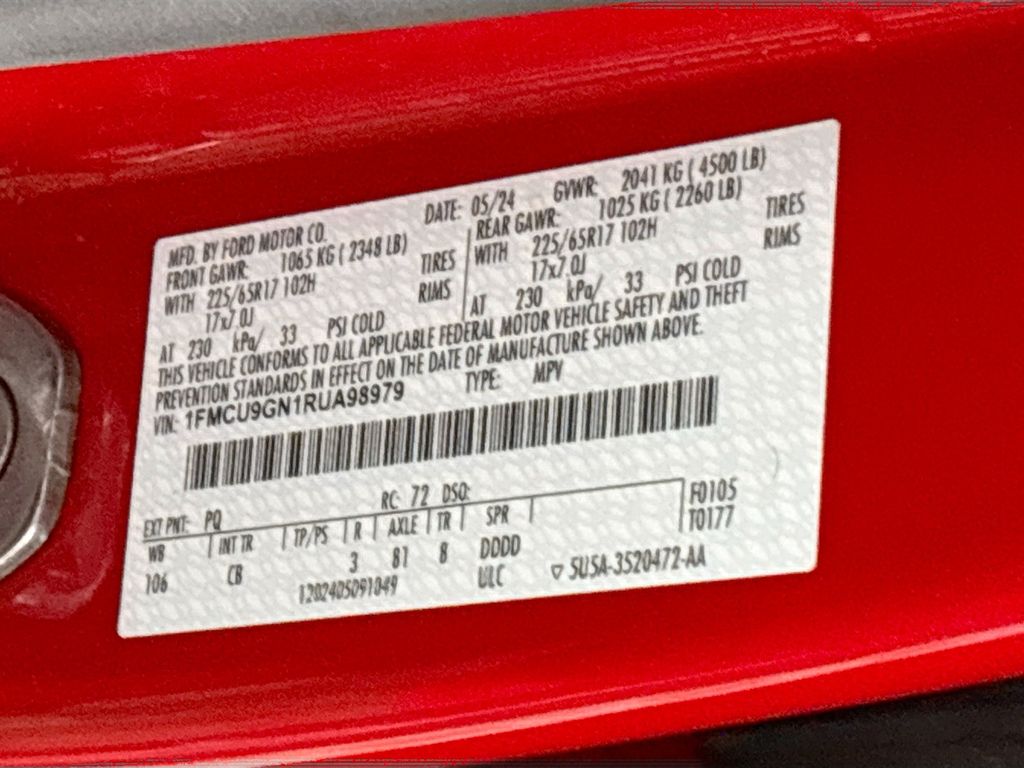 MFD. BY FORD MOTOR CO. DATE: 05/24 GVWR: 2041 KG ( 4500 LB)
FRONT GAWR: 1065 KG ( 2348 LB) REAR GAWR: 1025 KG ( 2260 LB)
WITH 225/65R17 102H TIRES WITH 225/65R17 102H TIRES
17x7.0J RIMS 17x7.0J RIMS
AT 230 kPa/ 33 PSI COLD AT 230 kPa/ 33 PSI COLD
THIS VEHICLE CONFORMS TO ALL APPLICABLE FEDERAL MOTOR VEHICLE SAFETY AND THEFT
PREVENTION STANDARDS IN EFFECT ON THE DATE OF MANUFACTURE SHOWN ABOVE.
VIN: 1FMCU9GN1RUA98979 TYPE: MPV
EXT PNT: PQ RC: 72 DSO: F0105
WB INT TR TP/PS R AXLE TR SPR T0177
106 CB 3 81 8 DDDD
1202405091049 ULC ▽ 5U5A-3520472-AA